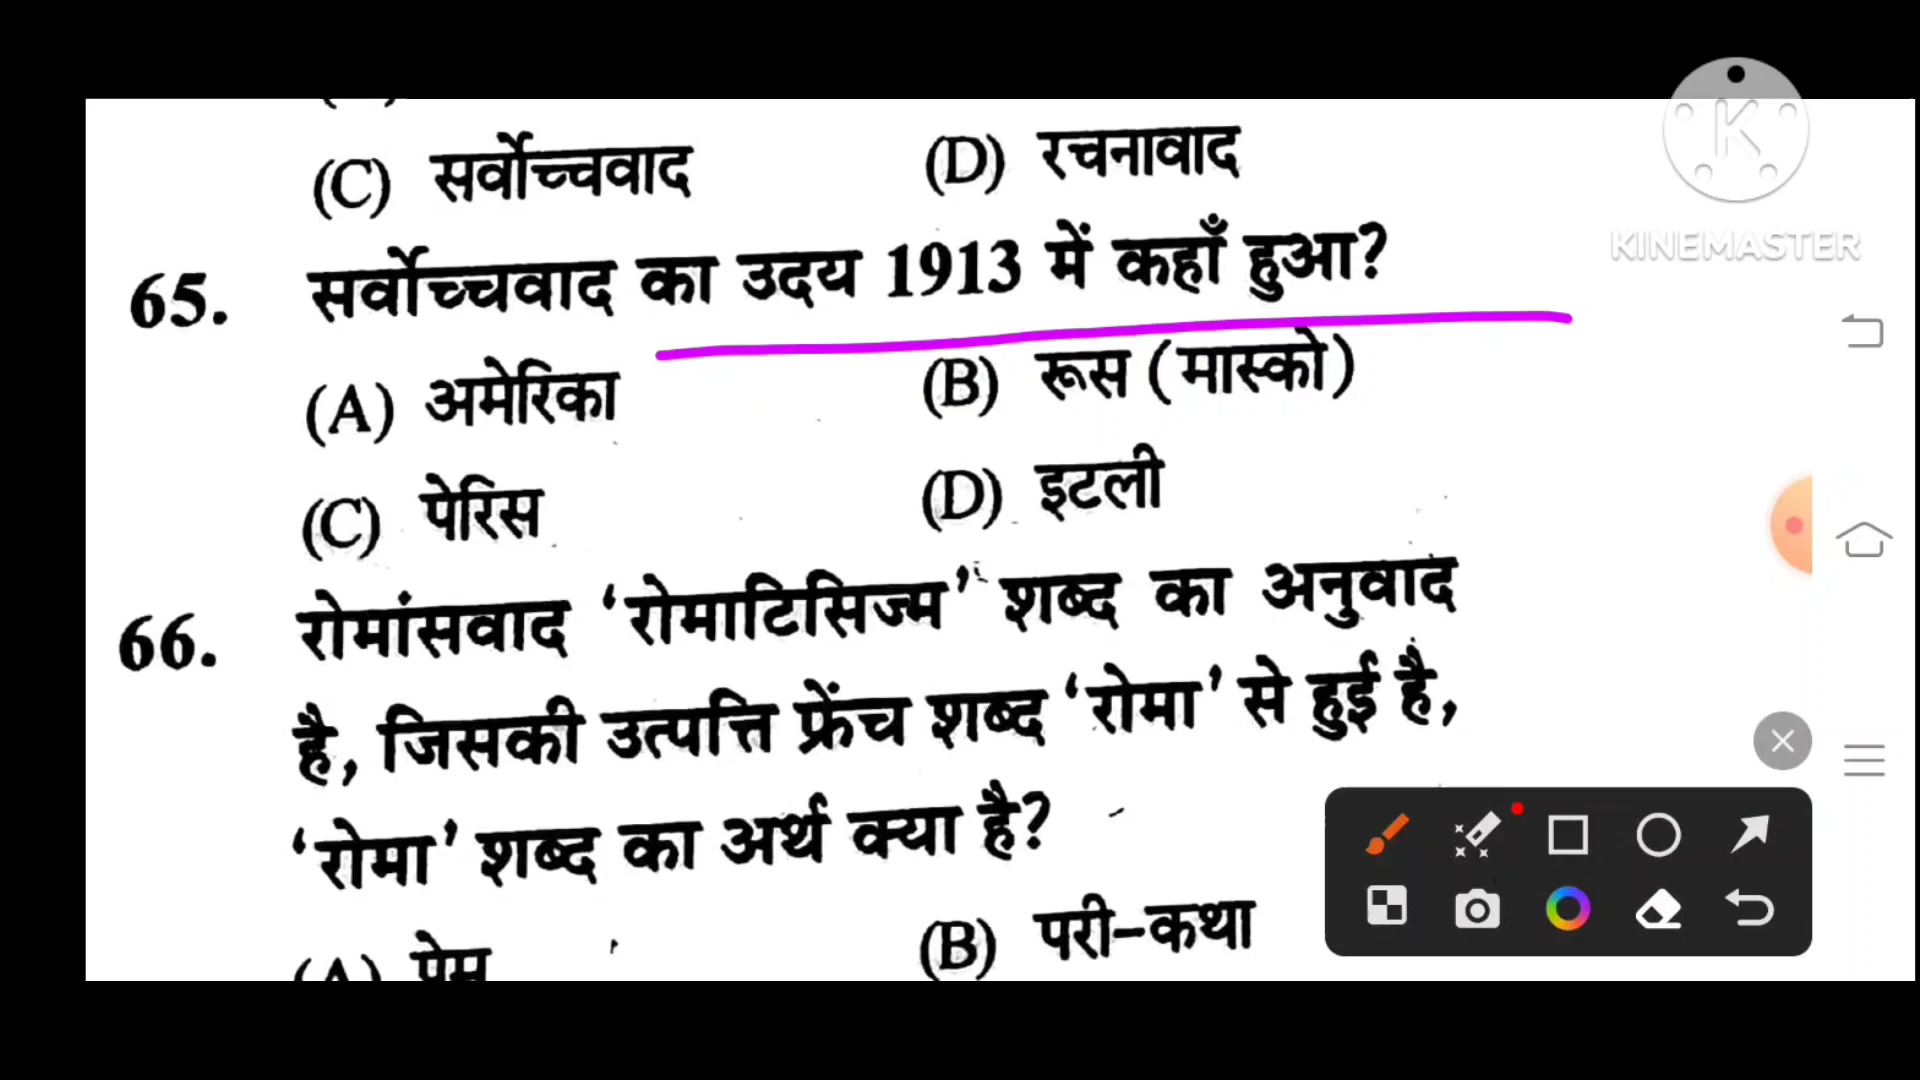 (C) सर्वोच्चवाद (D) रचनावाद
65. सर्वोच्चवाद का उदय 1913 में कहाँ हुआ?
(A) अमेरिका (B) रूस (मास्को)
(C) पेरिस (D) इटली
66. रोमांसवाद ‘रोमाटिसिज्म’ शब्द का अनुवाद
है, जिसकी उत्पत्ति फ्रेंच शब्द ‘रोमा’ से हुई है,
‘रोमा’ शब्द का अर्थ क्या है?
(A) प्रेम (B) परी-कथा
KINEMASTER